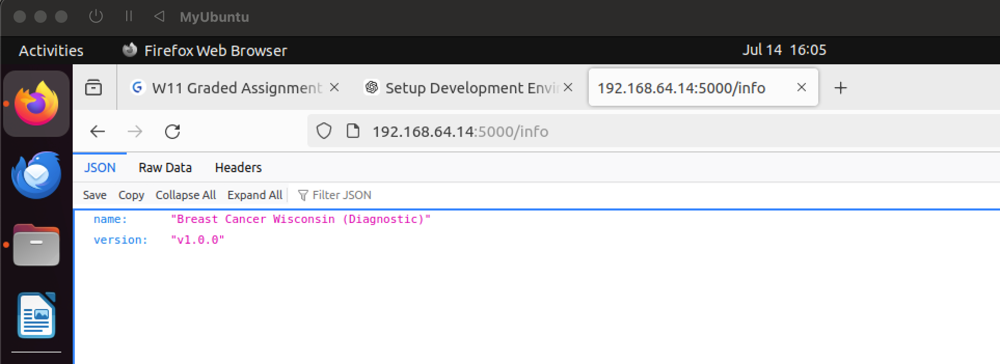 MyUbuntu
Activities Firefox Web Browser Jul 14 16:05
W11 Graded Assignment Setup Development Envi 192.168.64.14:5000/info
192.168.64.14:5000/info
JSON Raw Data Headers
Save Copy Collapse All Expand All Filter JSON
name: "Breast Cancer Wisconsin (Diagnostic)"
version: "v1.0.0"